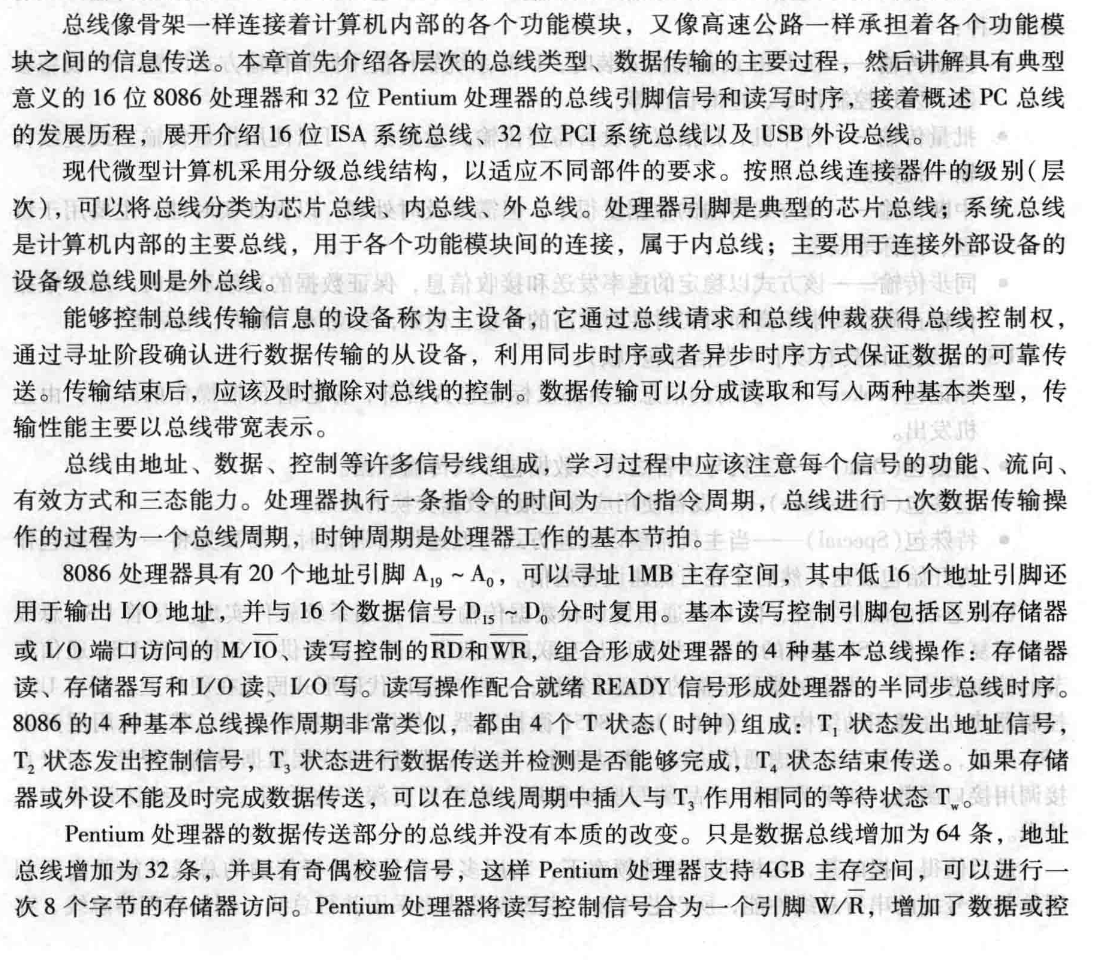 总线像骨架一样连接着计算机内部的各个功能模块，又像高速公路一样承担着各个功能模
块之间的信息传送。本章首先介绍各层次的总线类型、数据传输的主要过程，然后讲解具有典型
意义的 16 位 8086 处理器和 32 位 Pentium 处理器的总线引脚信号和读写时序，接着概述 PC 总线
的发展历程，展开介绍 16 位 ISA 系统总线、32 位 PCI 系统总线以及 USB 外设总线。
现代微型计算机采用分级总线结构，以适应不同部件的要求。按照总线连接器件的级别(层
次)，可以将总线分类为芯片总线、内总线、外总线。处理器引脚是典型的芯片总线；系统总线
是计算机内部的主要总线，用于各个功能模块间的连接，属于内总线；主要用于连接外部设备的
设备级总线则是外总线。
能够控制总线传输信息的设备称为主设备，它通过总线请求和总线仲裁获得总线控制权，
通过寻址阶段确认进行数据传输的从设备，利用同步时序或者异步时序方式保证数据的可靠传
送。传输结束后，应该及时撤除对总线的控制。数据传输可以分成读取和写入两种基本类型，传
输性能主要以总线带宽表示。
总线由地址、数据、控制等许多信号线组成，学习过程中应该注意每个信号的功能、流向、
有效方式和三态能力。处理器执行一条指令的时间为一个指令周期，总线进行一次数据传输操
作的过程为一个总线周期，时钟周期是处理器工作的基本节拍。
8086 处理器具有 20 个地址引脚 A₁₉ ~ A₀，可以寻址 1MB 主存空间，其中低 16 个地址引脚还
用于输出 I/O 地址，并与 16 个数据信号 D₁₅ ~ D₀ 分时复用。基本读写控制引脚包括区别存储器
或 I/O 端口访问的 M/I̅O̅、读写控制的R̅D̅和W̅R̅，组合形成处理器的 4 种基本总线操作：存储器
读、存储器写和 I/O 读、I/O 写。读写操作配合就绪 READY 信号形成处理器的半同步总线时序。
8086 的 4 种基本总线操作周期非常类似，都由 4 个 T 状态(时钟)组成：T₁ 状态发出地址信号，
T₂ 状态发出控制信号，T₃ 状态进行数据传送并检测是否能够完成，T₄ 状态结束传送。如果存储
器或外设不能及时完成数据传送，可以在总线周期中插入与 T₃ 作用相同的等待状态 Tw。
Pentium 处理器的数据传送部分的总线并没有本质的改变。只是数据总线增加为 64 条，地址
总线增加为 32 条，并具有奇偶校验信号，这样 Pentium 处理器支持 4GB 主存空间，可以进行一
次 8 个字节的存储器访问。Pentium 处理器将读写控制信号合为一个引脚 W/R̅，增加了数据或控